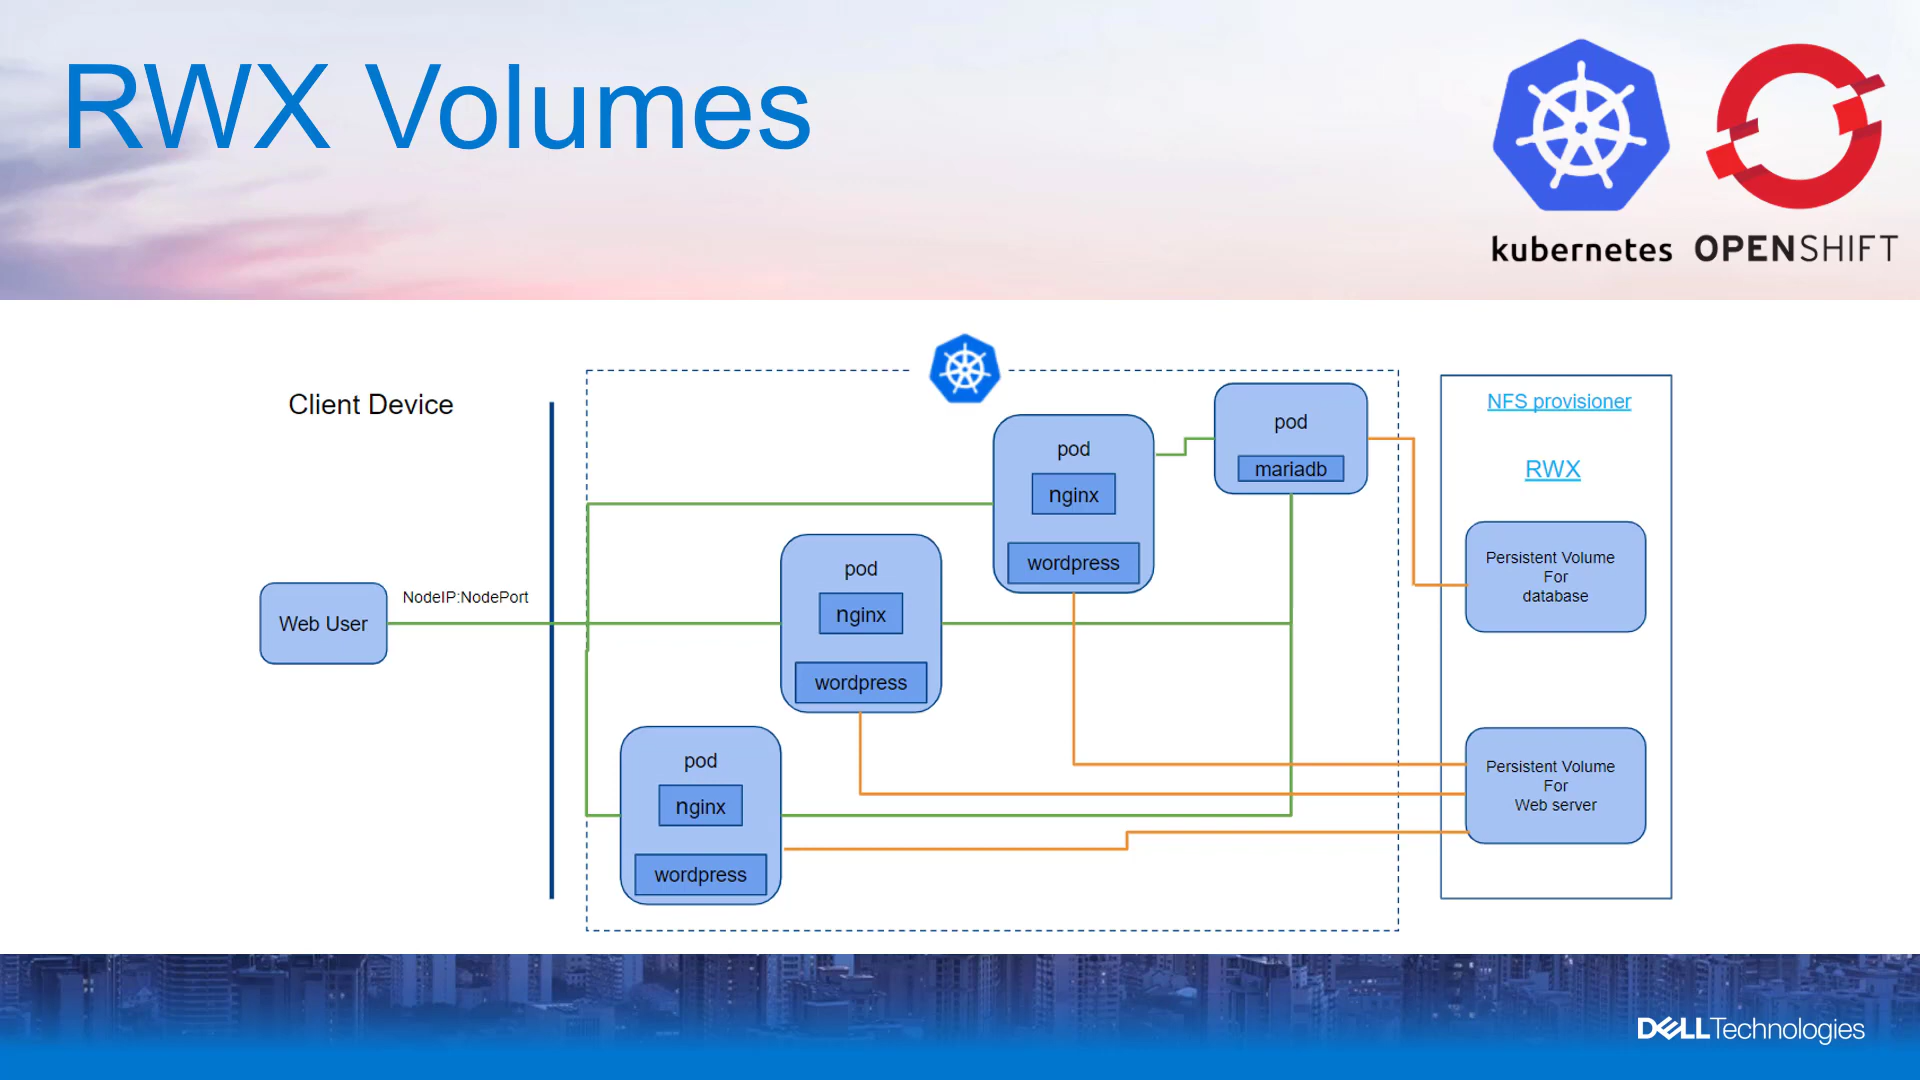 RWX Volumes
kubernetes
OPENSHIFT
Client Device
Web User
NodeIP:NodePort
pod
nginx
wordpress
pod
nginx
wordpress
pod
nginx
wordpress
pod
mariadb
NFS provisioner
RWX
Persistent Volume
For
database
Persistent Volume
For
Web server
DELLTechnologies